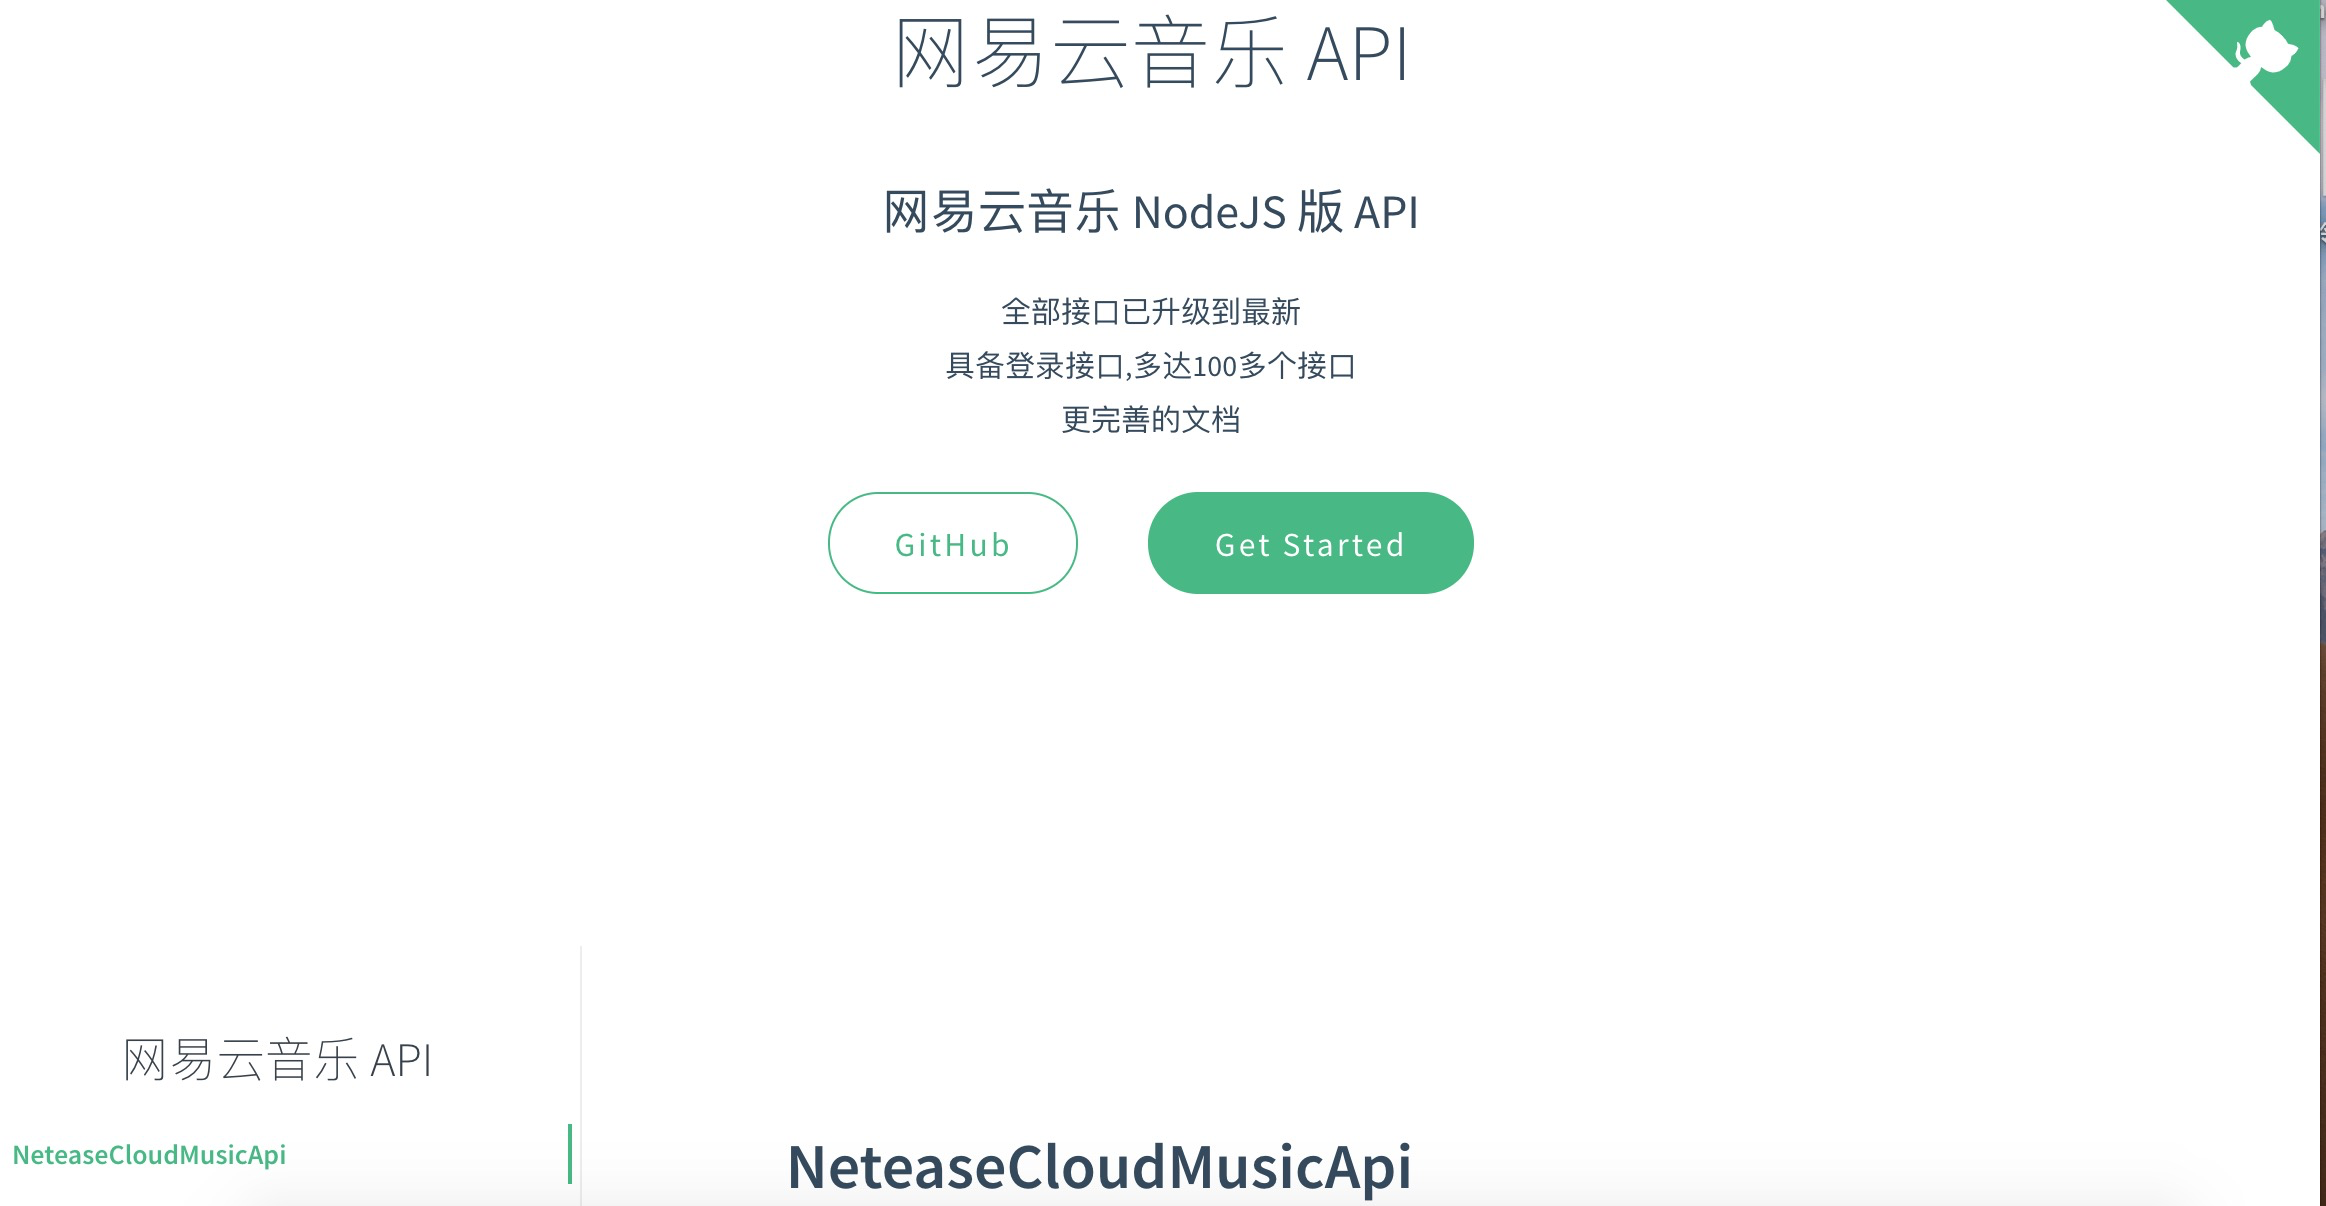 网易云音乐 API
网易云音乐 NodeJS 版 API
全部接口已升级到最新
具备登录接口,多达100多个接口
更完善的文档
GitHub
Get Started
网易云音乐 API
NeteaseCloudMusicApi
NeteaseCloudMusicApi